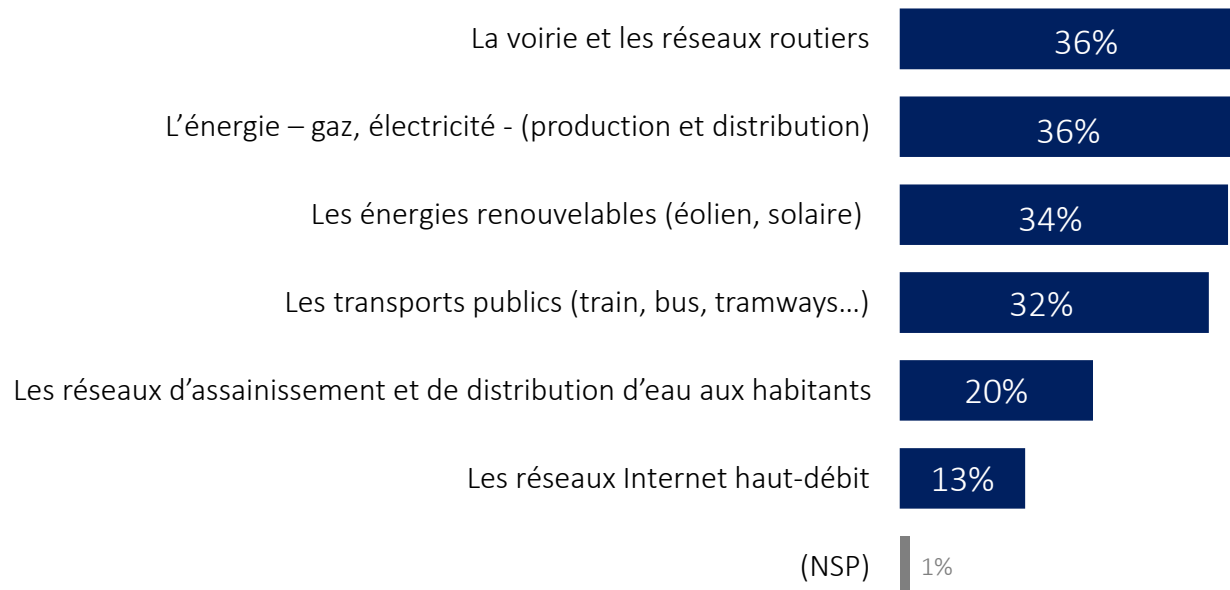 La voirie et les réseaux routiers 36%
L’énergie – gaz, électricité - (production et distribution) 36%
Les énergies renouvelables (éolien, solaire) 34%
Les transports publics (train, bus, tramways…) 32%
Les réseaux d’assainissement et de distribution d’eau aux habitants 20%
Les réseaux Internet haut-débit 13%
(NSP) 1%